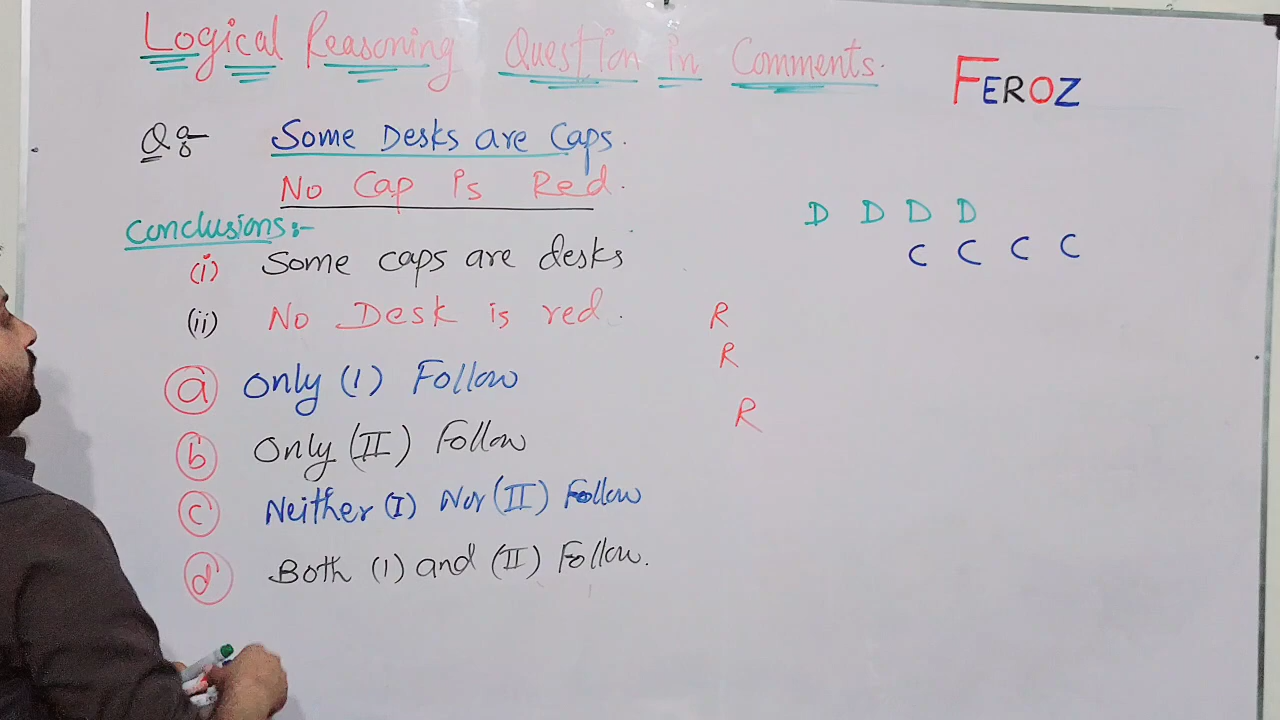 Logical Reasoning Question in Comments.
FEROZ
Q:- Some Desks are Caps.
No Cap is Red.
Conclusions:-
(i) Some caps are desks
(ii) No Desk is red.
(a) Only (I) Follow
(b) Only (II) Follow
(c) Neither (I) Nor (II) Follow
(d) Both (I) and (II) Follow.
D D D D
C C C C
R
R
R